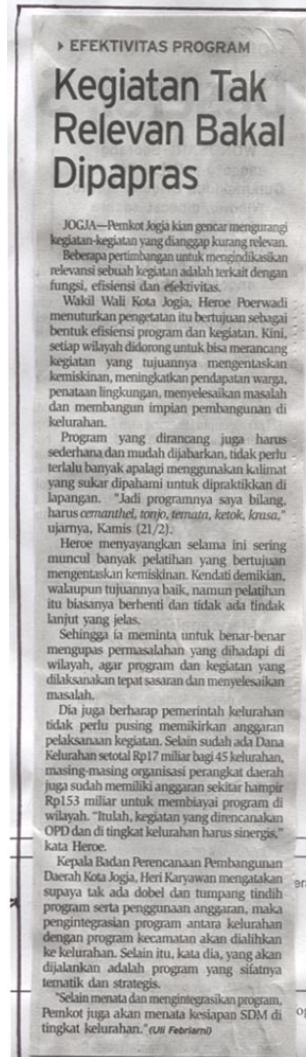 ▸ EFEKTIVITAS PROGRAM
Kegiatan Tak
Relevan Bakal
Dipapras
JOGJA—Pemkot Jogja kian gencar mengurangi
kegiatan-kegiatan yang dianggap kurang relevan.
Beberapa pertimbangan untuk mengindikasikan
relevansi sebuah kegiatan adalah terkait dengan
fungsi, efisiensi dan efektivitas.
Wakil Wali Kota Jogja, Heroe Poerwadi
menuturkan pengetatan itu bertujuan sebagai
bentuk efisiensi program dan kegiatan. Kini,
setiap wilayah didorong untuk bisa merancang
kegiatan yang tujuannya mengentaskan
kemiskinan, meningkatkan pendapatan warga,
penataan lingkungan, menyelesaikan masalah
dan membangun impian pembangunan di
kelurahan.
Program yang dirancang juga harus
sederhana dan mudah dijabarkan, tidak perlu
terlalu banyak apalagi menggunakan kalimat
yang sukar dipahami untuk dipraktikkan di
lapangan. "Jadi programnya saya bilang,
harus cemanthel, tonjo, temata, ketok, krasa,"
ujarnya, Kamis (21/2).
Heroe menyayangkan selama ini sering
muncul banyak pelatihan yang bertujuan
mengentaskan kemiskinan. Kendati demikian,
walaupun tujuannya baik, namun pelatihan
itu biasanya berhenti dan tidak ada tindak
lanjut yang jelas.
Sehingga ia meminta untuk benar-benar
mengupas permasalahan yang dihadapi di
wilayah, agar program dan kegiatan yang
dilaksanakan tepat sasaran dan menyelesaikan
masalah.
Dia juga berharap pemerintah kelurahan
tidak perlu pusing memikirkan anggaran
pelaksanaan kegiatan. Selain sudah ada Dana
Kelurahan setotal Rp17 miliar bagi 45 kelurahan,
masing-masing organisasi perangkat daerah
juga sudah memiliki anggaran sekitar hampir
Rp153 miliar untuk membiayai program di
wilayah. "Itulah, kegiatan yang direncanakan
OPD dan di tingkat kelurahan harus sinergis,"
kata Heroe.
Kepala Badan Perencanaan Pembangunan
Daerah Kota Jogja, Heri Karyawan mengatakan
supaya tak ada dobel dan tumpang tindih
program serta penggunaan anggaran, maka
pengintegrasian program antara kelurahan
dengan program kecamatan akan dialihkan
ke kelurahan. Selain itu, kata dia, yang akan
dijalankan adalah program yang sifatnya
tematik dan strategis.
"Selain menata dan mengintegrasikan program,
Pemkot juga akan menata kesiapan SDM di
tingkat kelurahan." (Uli Febriarni)